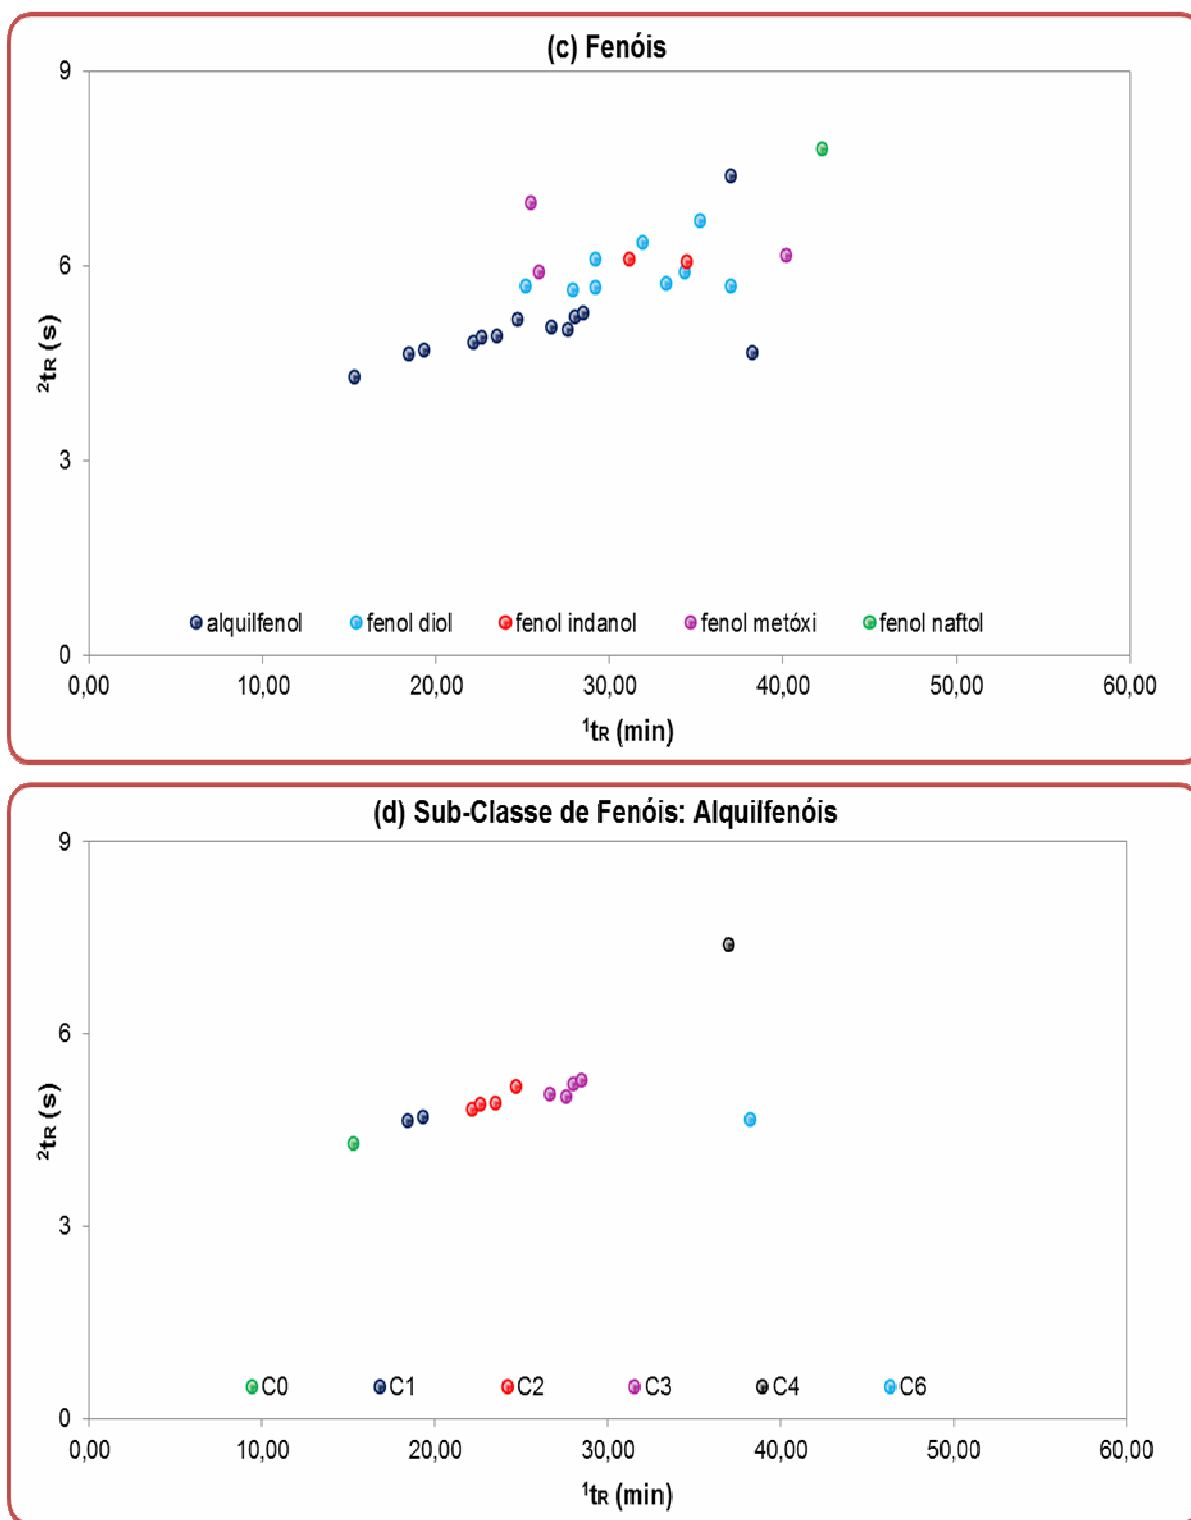 (c) Fenóis
9
6
3
0
²tR (s)
alquilfenol fenol diol fenol indanol fenol metóxi fenol naftol
0,00 10,00 20,00 30,00 40,00 50,00 60,00
¹tR (min)
(d) Sub-Classe de Fenóis: Alquilfenóis
9
6
3
0
²tR (s)
C0 C1 C2 C3 C4 C6
0,00 10,00 20,00 30,00 40,00 50,00 60,00
¹tR (min)